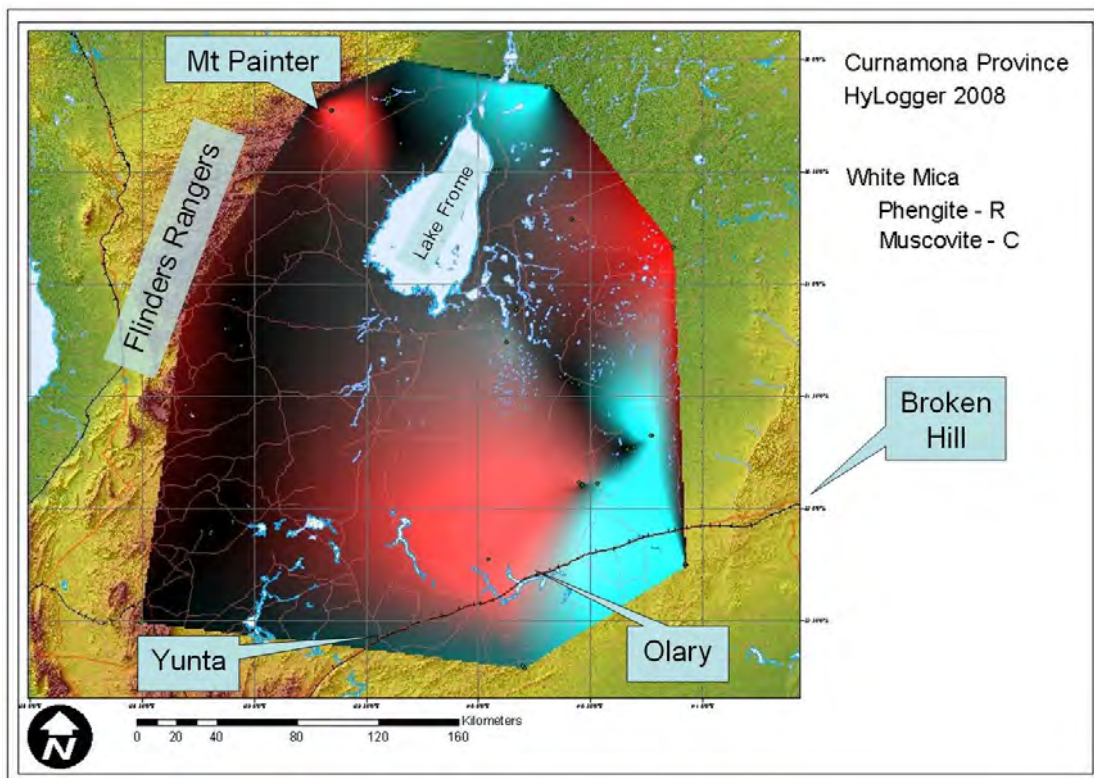 Mt Painter
Curnamona Province
HyLogger 2008
White Mica
Phengite - R
Muscovite - C
Flinders Rangers
Lake Frome
Broken
Hill
Yunta
Olary
N
Kilometers
0 20 40 80 120 160